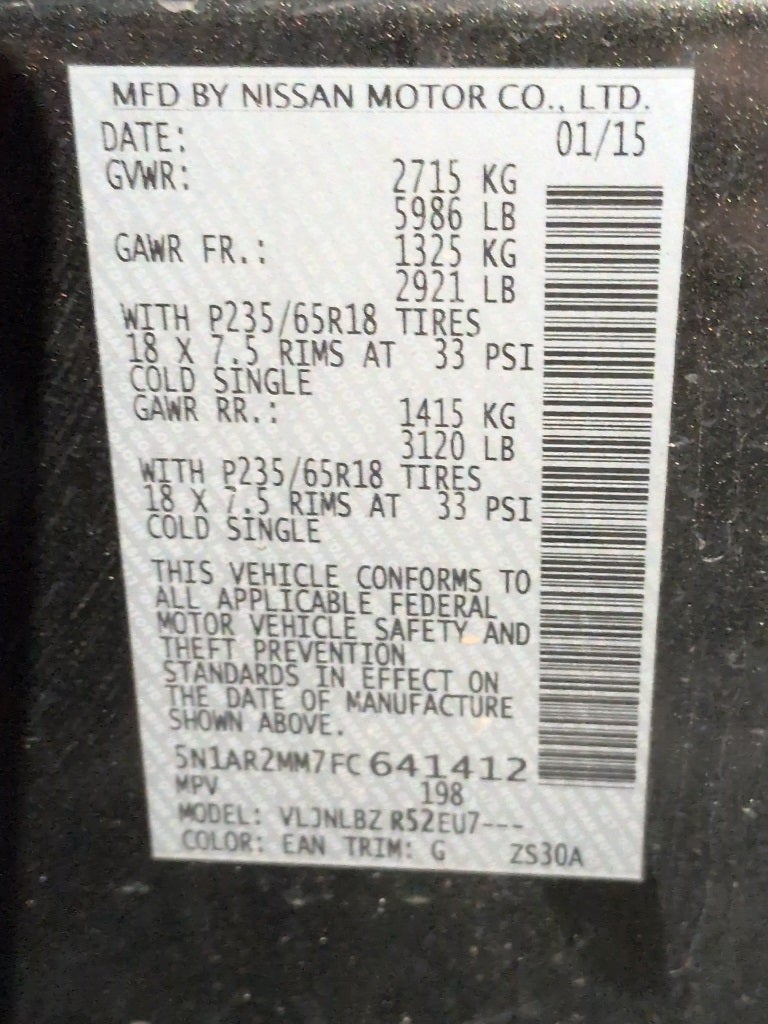 MFD BY NISSAN MOTOR CO., LTD.
DATE: 01/15
GVWR: 2715 KG
5986 LB
GAWR FR.: 1325 KG
2921 LB
WITH P235/65R18 TIRES
18 X 7.5 RIMS AT 33 PSI
COLD SINGLE
GAWR RR.: 1415 KG
3120 LB
WITH P235/65R18 TIRES
18 X 7.5 RIMS AT 33 PSI
COLD SINGLE
THIS VEHICLE CONFORMS TO
ALL APPLICABLE FEDERAL
MOTOR VEHICLE SAFETY AND
THEFT PREVENTION
STANDARDS IN EFFECT ON
THE DATE OF MANUFACTURE
SHOWN ABOVE.
5N1AR2MM7FC641412
MPV 198
MODEL: VLJNLBZ R52EU7---
COLOR: EAN TRIM: G ZS30A